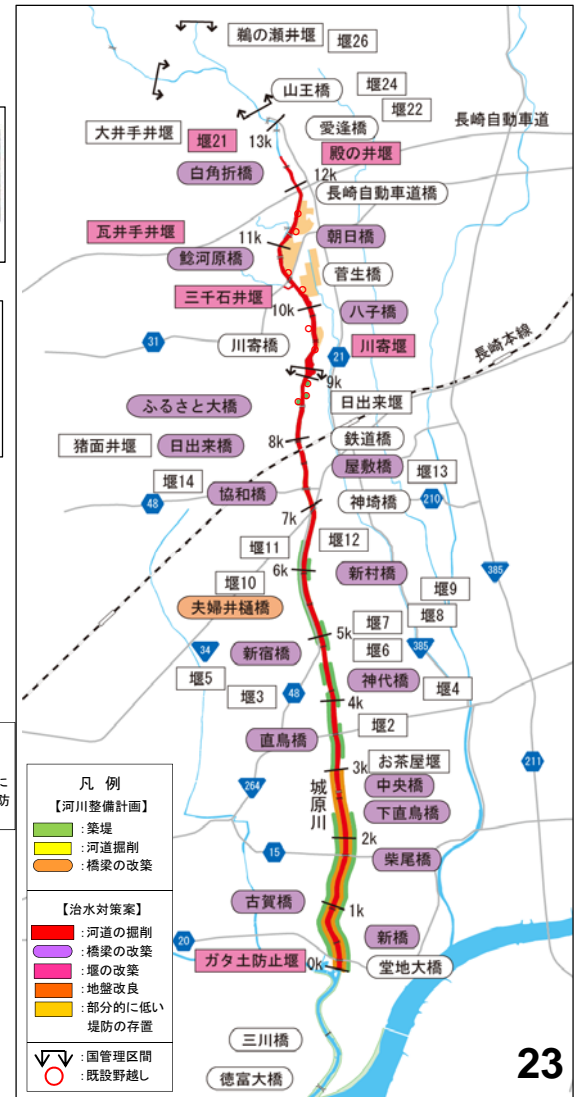 鵜の瀬井堰
堰26
山王橋
堰24
堰22
大井手井堰
13k
愛逢橋
長崎自動車道
堰21
殿の井堰
白角折橋
12k
長崎自動車道橋
瓦井手井堰
11k
朝日橋
鯰河原橋
菅生橋
三千石井堰
10k
八子橋
31
川寄橋
21
川寄堰
長崎本線
9k
日出来堰
ふるさと大橋
猪面井堰
日出来橋
8k
鉄道橋
屋敷橋
堰13
堰14
48
協和橋
7k
神埼橋
210
堰11
堰12
6k
新村橋
385
堰10
堰9
夫婦井樋橋
堰8
堰7
5k
34
新宿橋
堰6
385
堰5
堰3
48
神代橋
堰4
4k
堰2
直鳥橋
3k
お茶屋堰
211
264
城原川
中央橋
下直鳥橋
2k
15
柴尾橋
古賀橋
1k
20
新橋
ガタ土防止堰
0k
堂地大橋
三川橋
徳富大橋
に
防
凡 例
【河川整備計画】
:築堤
:河道掘削
:橋梁の改築
【治水対策案】
:河道の掘削
:橋梁の改築
:堰の改築
:地盤改良
:部分的に低い
堤防の存置
:国管理区間
:既設野越し
23